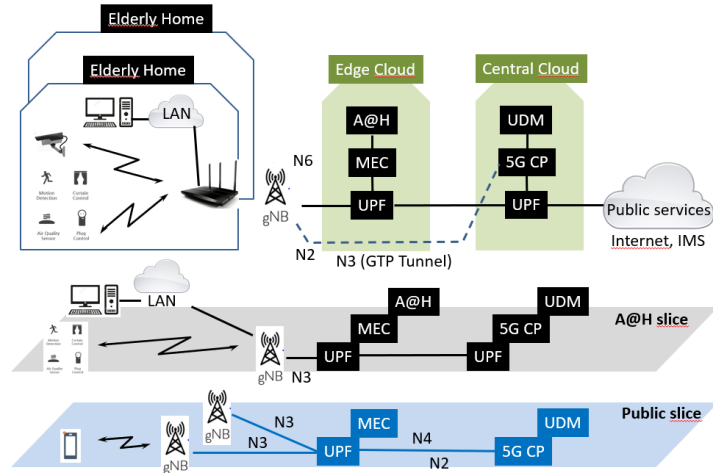 Elderly Home
Elderly Home
Edge Cloud
Central Cloud
LAN
A@H
UDM
N6
MEC
5G CP
Motion
Detection
Curtain
Control
gNB
UPF
UPF
Public services
Air Quality
Sensor
Plug
Control
N2
N3 (GTP Tunnel)
Internet, IMS
LAN
A@H
UDM
A@H slice
MEC
5G CP
Motion
Detection
Curtain
Control
Air Quality
Sensor
Plug
Control
gNB
N3
UPF
UPF
Public slice
gNB
N3
MEC
UDM
N3
N4
gNB
UPF
N2
5G CP